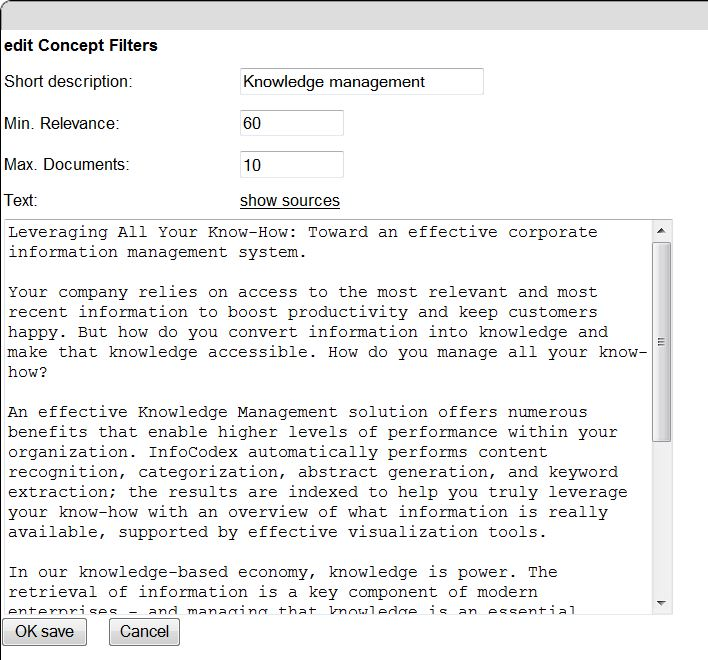 edit Concept Filters
Short description: Knowledge management
Min. Relevance: 60
Max. Documents: 10
Text: show sources
Leveraging All Your Know-How: Toward an effective corporate
information management system.
Your company relies on access to the most relevant and most
recent information to boost productivity and keep customers
happy. But how do you convert information into knowledge and
make that knowledge accessible. How do you manage all your know-
how?
An effective Knowledge Management solution offers numerous
benefits that enable higher levels of performance within your
organization. InfoCodex automatically performs content
recognition, categorization, abstract generation, and keyword
extraction; the results are indexed to help you truly leverage
your know-how with an overview of what information is really
available, supported by effective visualization tools.
In our knowledge-based economy, knowledge is power. The
retrieval of information is a key component of modern
enterprises - and managing that knowledge is an essential
OK save Cancel